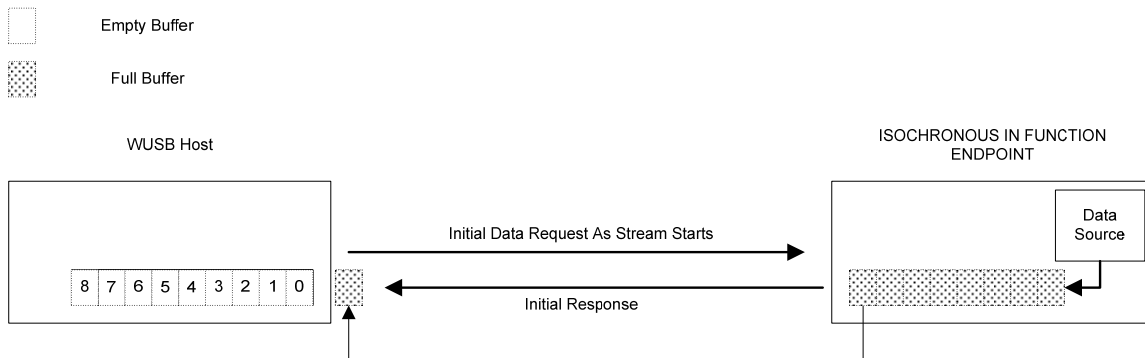 Empty Buffer
Full Buffer
WUSB Host
ISOCHRONOUS IN FUNCTION
ENDPOINT
Initial Data Request As Stream Starts
Data
Source
8 7 6 5 4 3 2 1 0
Initial Response